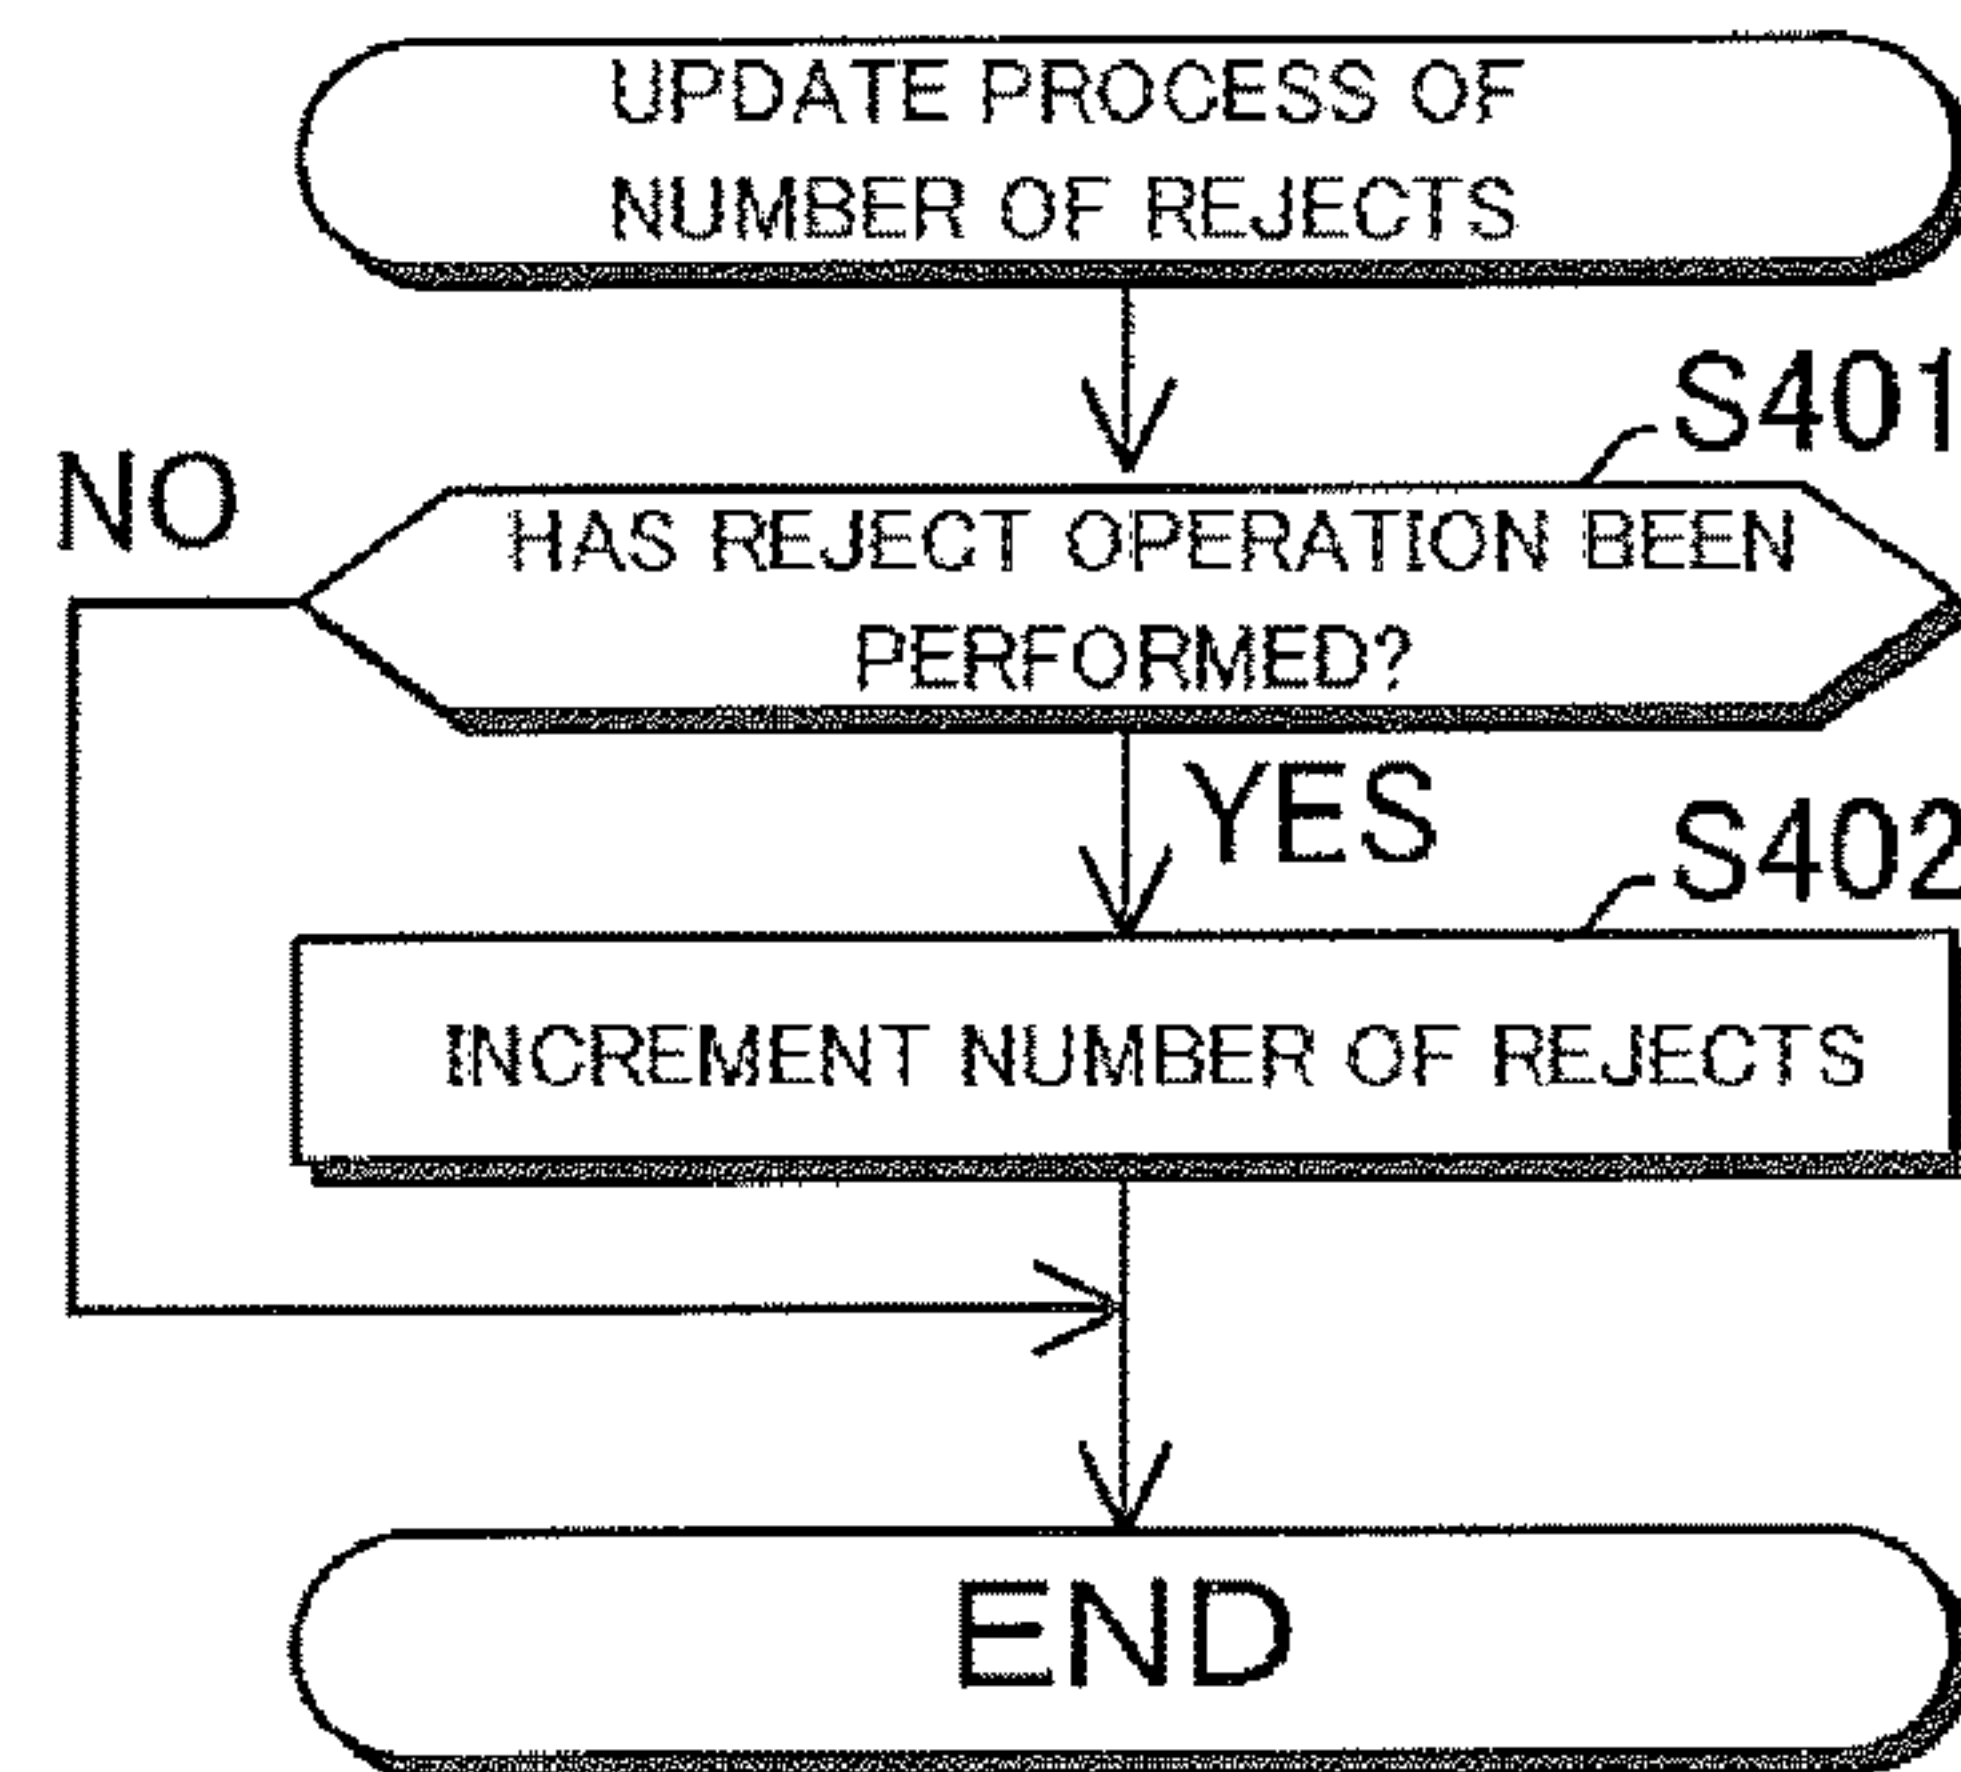 UPDATE PROCESS OF
NUMBER OF REJECTS
S401
NO
HAS REJECT OPERATION BEEN
PERFORMED?
YES
S402
INCREMENT NUMBER OF REJECTS
END